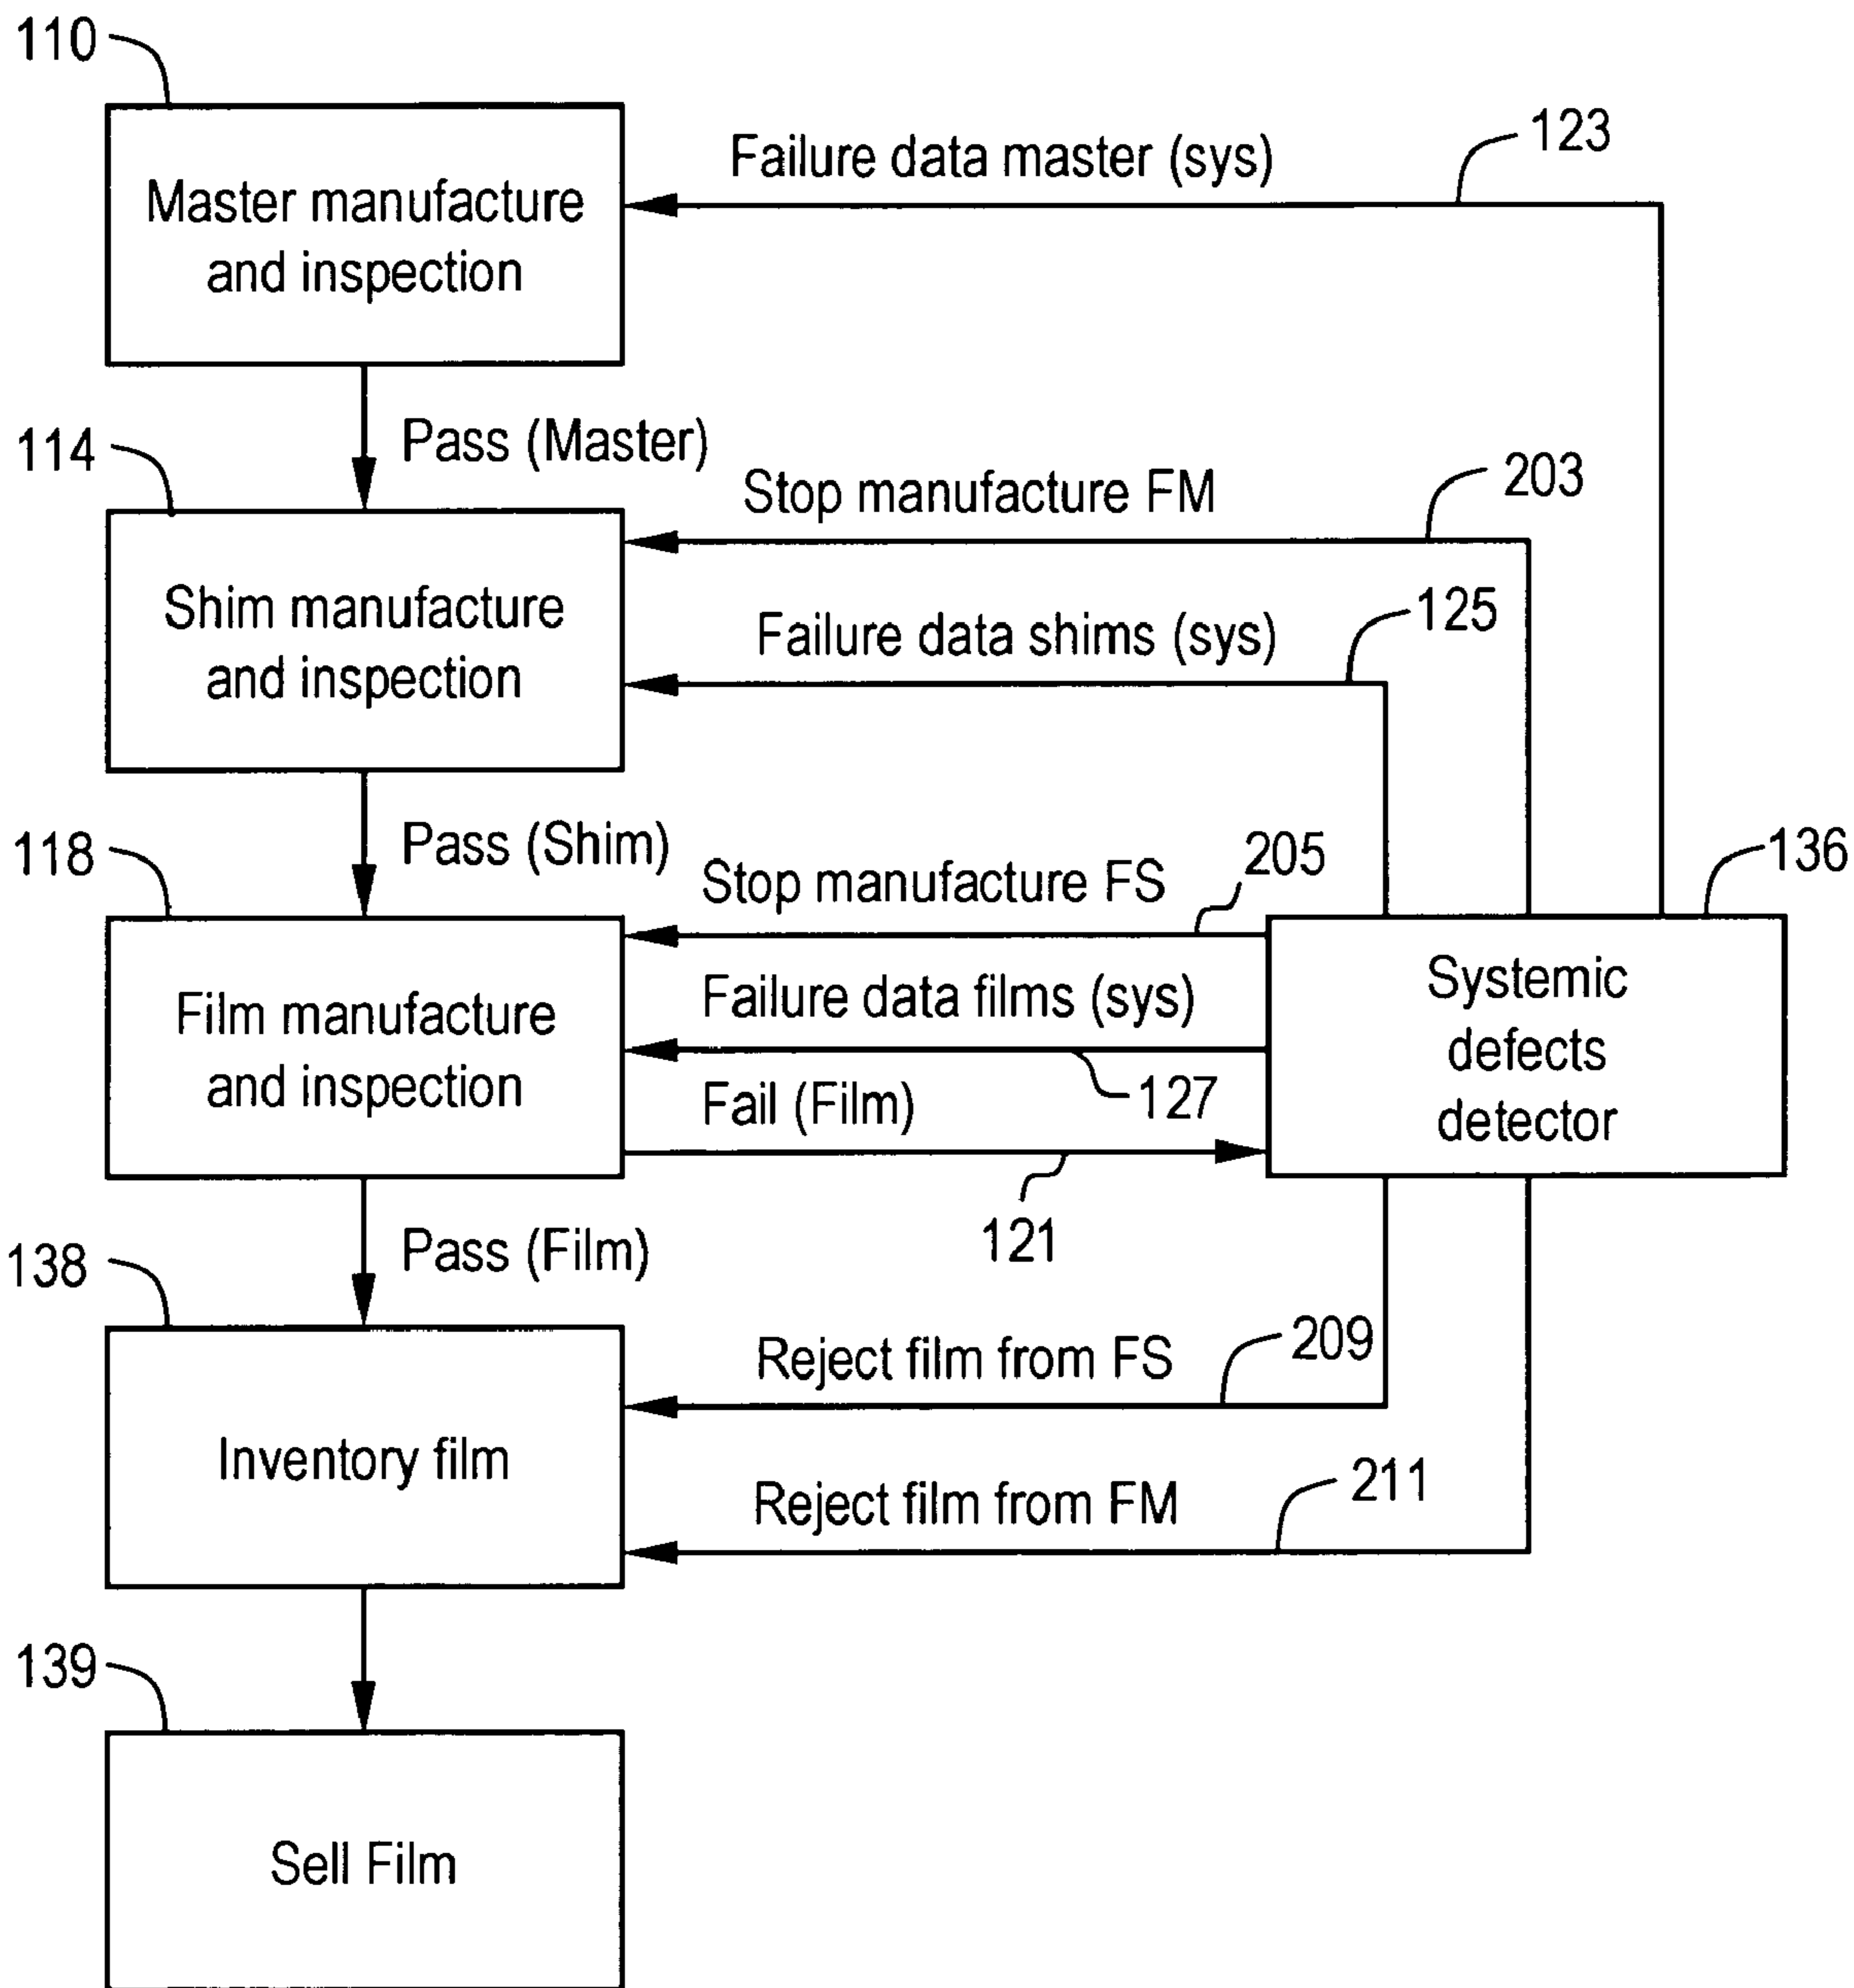 110
123
Failure data master (sys)
Master manufacture
and inspection
Pass (Master)
114
203
Stop manufacture FM
125
Shim manufacture
and inspection
Failure data shims (sys)
Pass (Shim)
118
205
136
Stop manufacture FS
Systemic
defects
detector
Failure data films (sys)
Film manufacture
and inspection
127
Fail (Film)
121
Pass (Film)
138
209
Reject film from FS
Inventory film
211
Reject film from FM
139
Sell Film